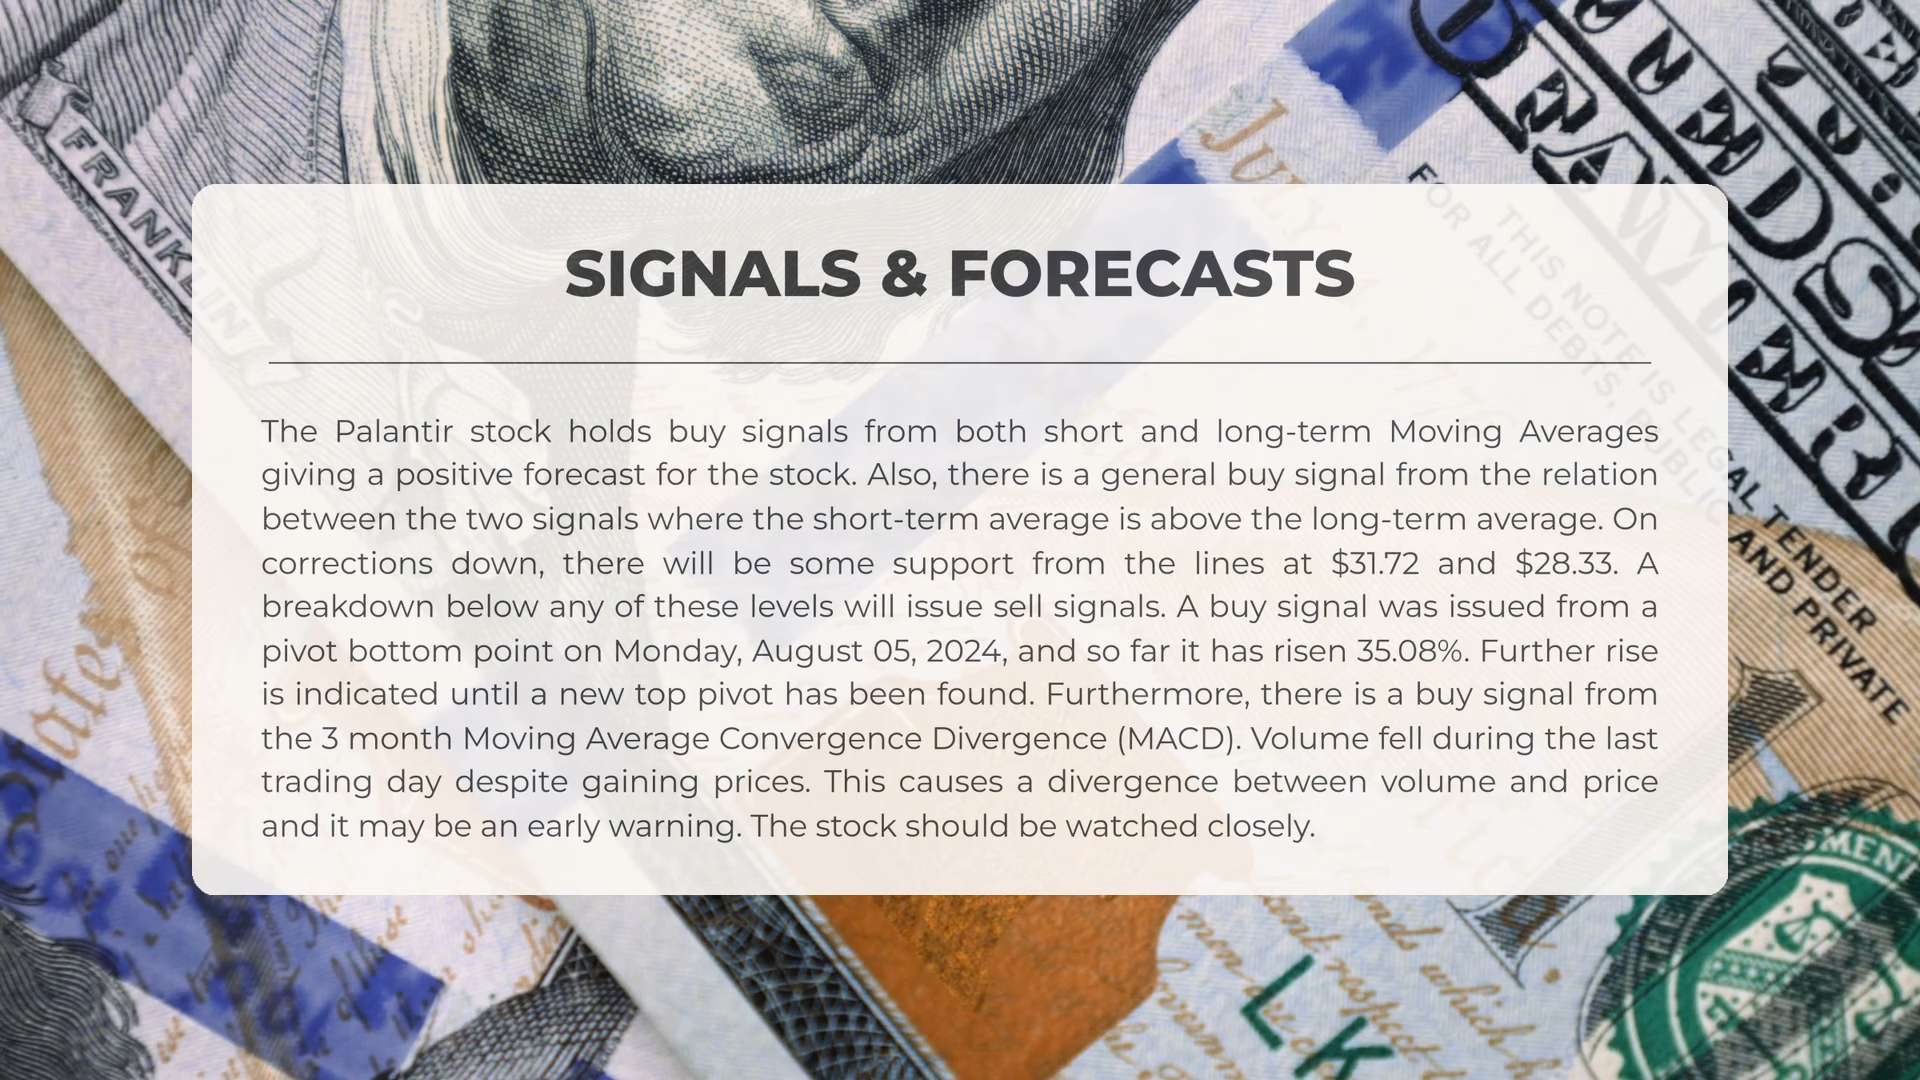 FRANKLIN
JULY
THIS NOTE IS LEGAL TENDER
FOR ALL DEBTS, PUBLIC AND PRIVATE
SIGNALS & FORECASTS
The Palantir stock holds buy signals from both short and long-term Moving Averages
giving a positive forecast for the stock. Also, there is a general buy signal from the relation
between the two signals where the short-term average is above the long-term average. On
corrections down, there will be some support from the lines at $31.72 and $28.33. A
breakdown below any of these levels will issue sell signals. A buy signal was issued from a
pivot bottom point on Monday, August 05, 2024, and so far it has risen 35.08%. Further rise
is indicated until a new top pivot has been found. Furthermore, there is a buy signal from
the 3 month Moving Average Convergence Divergence (MACD). Volume fell during the last
trading day despite gaining prices. This causes a divergence between volume and price
and it may be an early warning. The stock should be watched closely.
L K